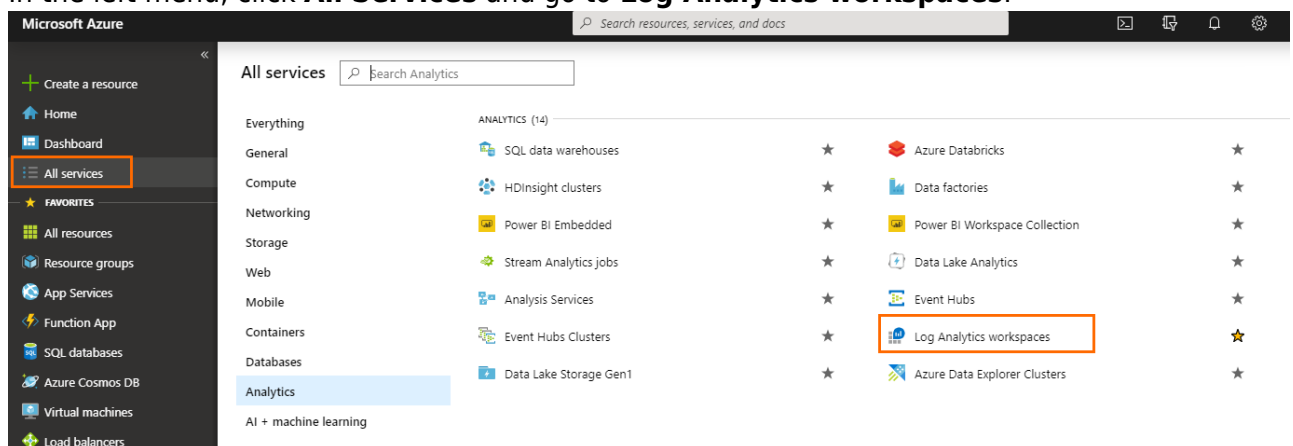 In the left menu, click All Services and go to Log Analytics workspaces.
Microsoft Azure
Search resources, services, and docs
«
Create a resource
Home
Dashboard
All services
FAVORITES
All resources
Resource groups
App Services
Function App
SQL databases
Azure Cosmos DB
Virtual machines
Load balancers
All services
Search Analytics
Everything
General
Compute
Networking
Storage
Web
Mobile
Containers
Databases
Analytics
AI + machine learning
ANALYTICS (14)
SQL data warehouses
Azure Databricks
HDInsight clusters
Data factories
Power BI Embedded
Power BI Workspace Collection
Stream Analytics jobs
Data Lake Analytics
Analysis Services
Event Hubs
Event Hubs Clusters
Log Analytics workspaces
Data Lake Storage Gen1
Azure Data Explorer Clusters